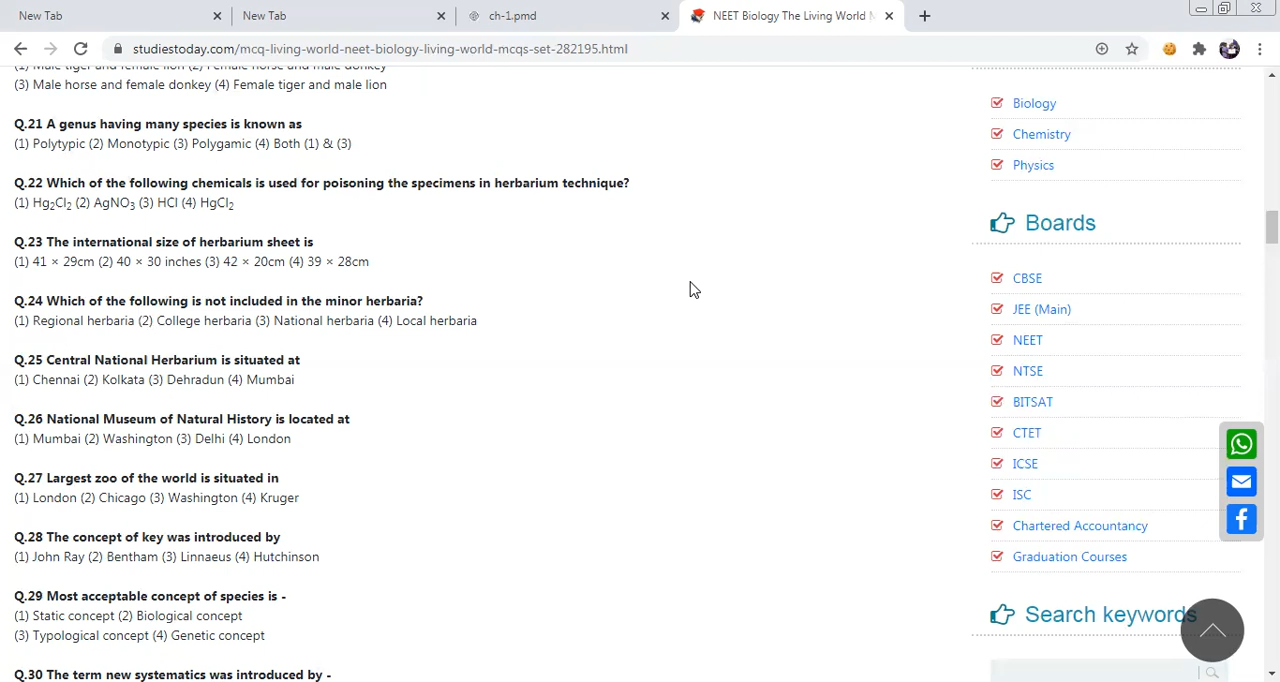 New Tab
New Tab
ch-1.pmd
NEET Biology The Living World M
studiestoday.com/mcq-living-world-neet-biology-living-world-mcqs-set-282195.html
(1) Male tiger and female lion (2) Female horse and male donkey
(3) Male horse and female donkey (4) Female tiger and male lion
Q.21 A genus having many species is known as
(1) Polytypic (2) Monotypic (3) Polygamic (4) Both (1) & (3)
Q.22 Which of the following chemicals is used for poisoning the specimens in herbarium technique?
(1) Hg₂Cl₂ (2) AgNO₃ (3) HCl (4) HgCl₂
Q.23 The international size of herbarium sheet is
(1) 41 × 29cm (2) 40 × 30 inches (3) 42 × 20cm (4) 39 × 28cm
Q.24 Which of the following is not included in the minor herbaria?
(1) Regional herbaria (2) College herbaria (3) National herbaria (4) Local herbaria
Q.25 Central National Herbarium is situated at
(1) Chennai (2) Kolkata (3) Dehradun (4) Mumbai
Q.26 National Museum of Natural History is located at
(1) Mumbai (2) Washington (3) Delhi (4) London
Q.27 Largest zoo of the world is situated in
(1) London (2) Chicago (3) Washington (4) Kruger
Q.28 The concept of key was introduced by
(1) John Ray (2) Bentham (3) Linnaeus (4) Hutchinson
Q.29 Most acceptable concept of species is -
(1) Static concept (2) Biological concept
(3) Typological concept (4) Genetic concept
Q.30 The term new systematics was introduced by -
Biology
Chemistry
Physics
Boards
CBSE
JEE (Main)
NEET
NTSE
BITSAT
CTET
ICSE
ISC
Chartered Accountancy
Graduation Courses
Search keywords